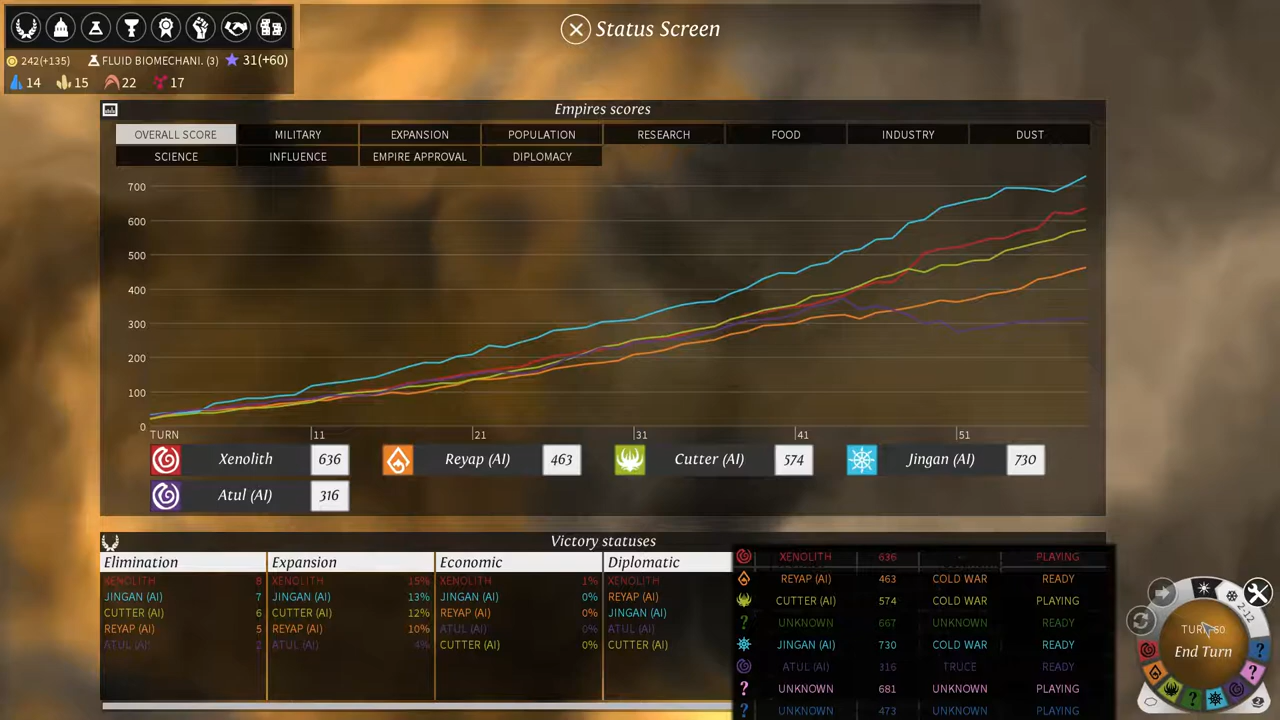 Status Screen
242(+135) FLUID BIOMECHANI. (3) 31(+60)
14 15 22 17
Empires scores
OVERALL SCORE MILITARY EXPANSION POPULATION RESEARCH FOOD INDUSTRY DUST
SCIENCE INFLUENCE EMPIRE APPROVAL DIPLOMACY
700
600
500
400
300
200
100
0
TURN 11 21 31 41 51
Xenolith 636 Reyap (AI) 463 Cutter (AI) 574 Jingan (AI) 730
Atul (AI) 316
Victory statuses
Elimination Expansion Economic Diplomatic
XENOLITH 8 XENOLITH 15% XENOLITH 1% XENOLITH
JINGAN (AI) 7 JINGAN (AI) 13% JINGAN (AI) 0% REYAP (AI)
CUTTER (AI) 6 CUTTER (AI) 12% REYAP (AI) 0% JINGAN (AI)
REYAP (AI) 5 REYAP (AI) 10% ATUL (AI) 0% ATUL (AI)
ATUL (AI) 2 ATUL (AI) 4% CUTTER (AI) 0% CUTTER (AI)
XENOLITH 636 - PLAYING
REYAP (AI) 463 COLD WAR READY
CUTTER (AI) 574 COLD WAR PLAYING
? UNKNOWN 667 UNKNOWN READY
JINGAN (AI) 730 COLD WAR READY
ATUL (AI) 316 TRUCE READY
? UNKNOWN 681 UNKNOWN PLAYING
? UNKNOWN 473 UNKNOWN PLAYING
2-12
TURN 60
End Turn
? ? ?